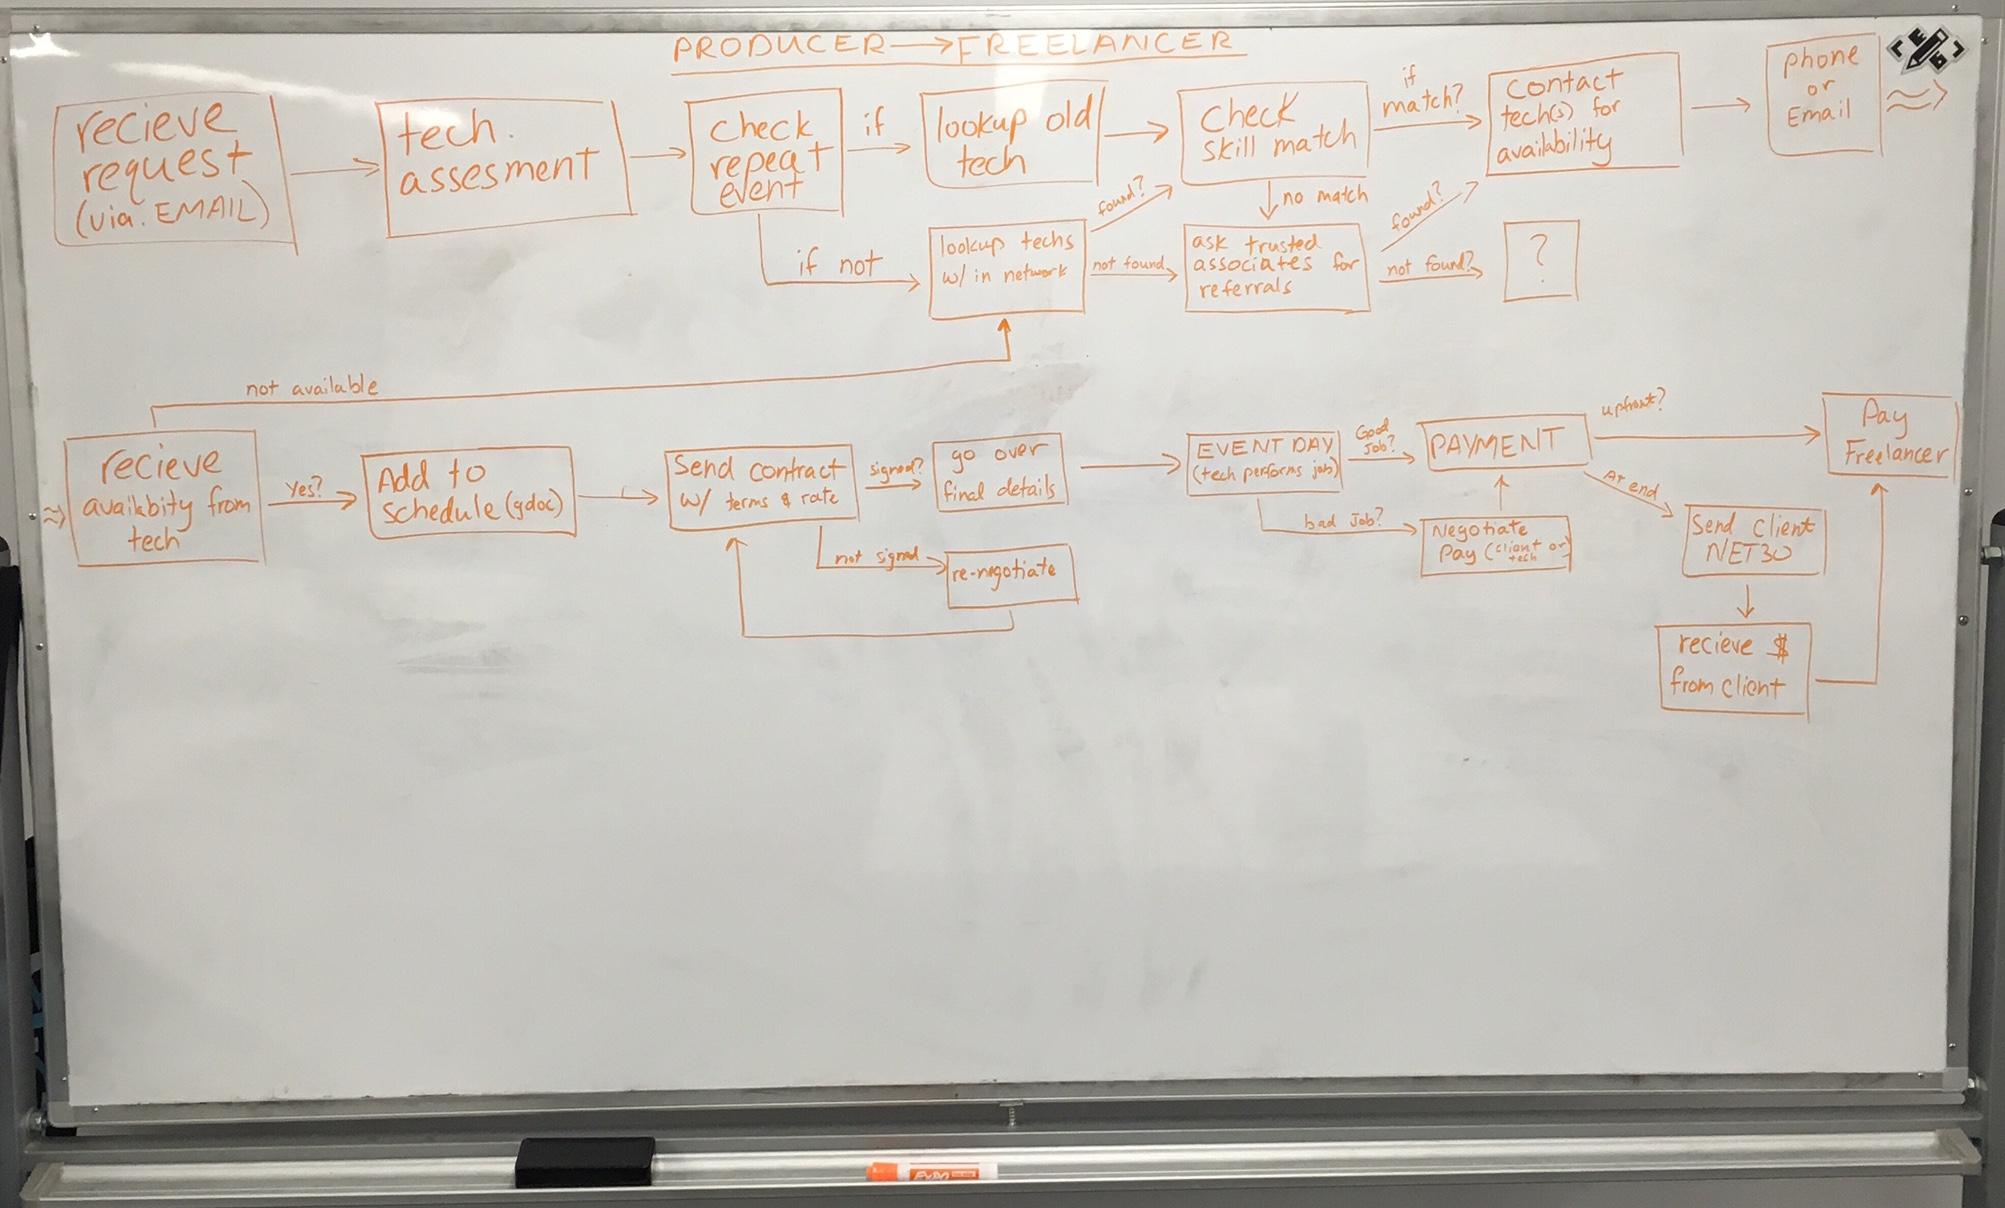 PRODUCER → FREELANCER
recieve
request
(via. EMAIL)
tech.
assesment
check
repeat
event
if
if not
lookup old
tech
lookup techs
w/in network
found?
not found
check
skill match
if
match?
no match
ask trusted
associates for
referrals
found?
not found?
?
contact
tech(s) for
availability
phone
or
Email
not available
recieve
availabity from
tech
Yes?
Add to
schedule (gdoc)
Send contract
w/ terms & rate
signed?
not signed
go over
final details
re-negotiate
EVENT DAY
(tech performs job)
Good
Job?
bad Job?
PAYMENT
Negotiate
Pay (client or
tech
upfront?
At end
Send Client
NET30
recieve $
from client
Pay
Freelancer
EXPO